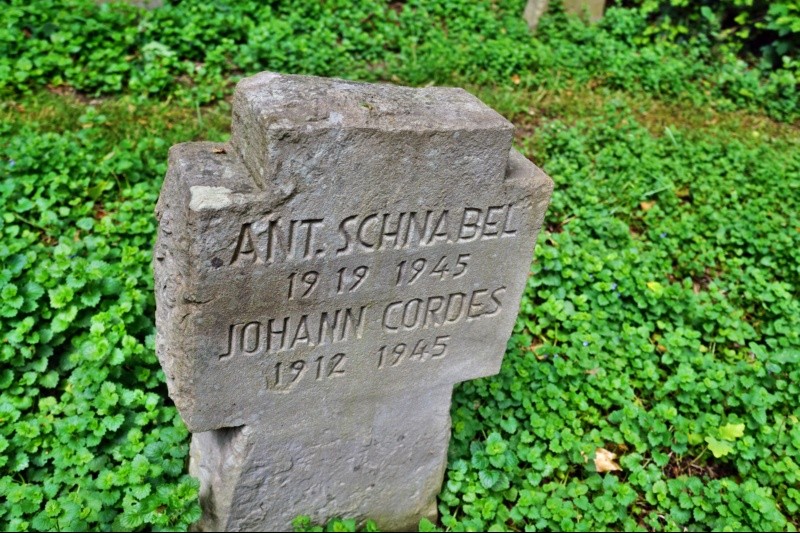 ANT. SCHNABEL
1919 1945
JOHANN CORDES
1912 1945